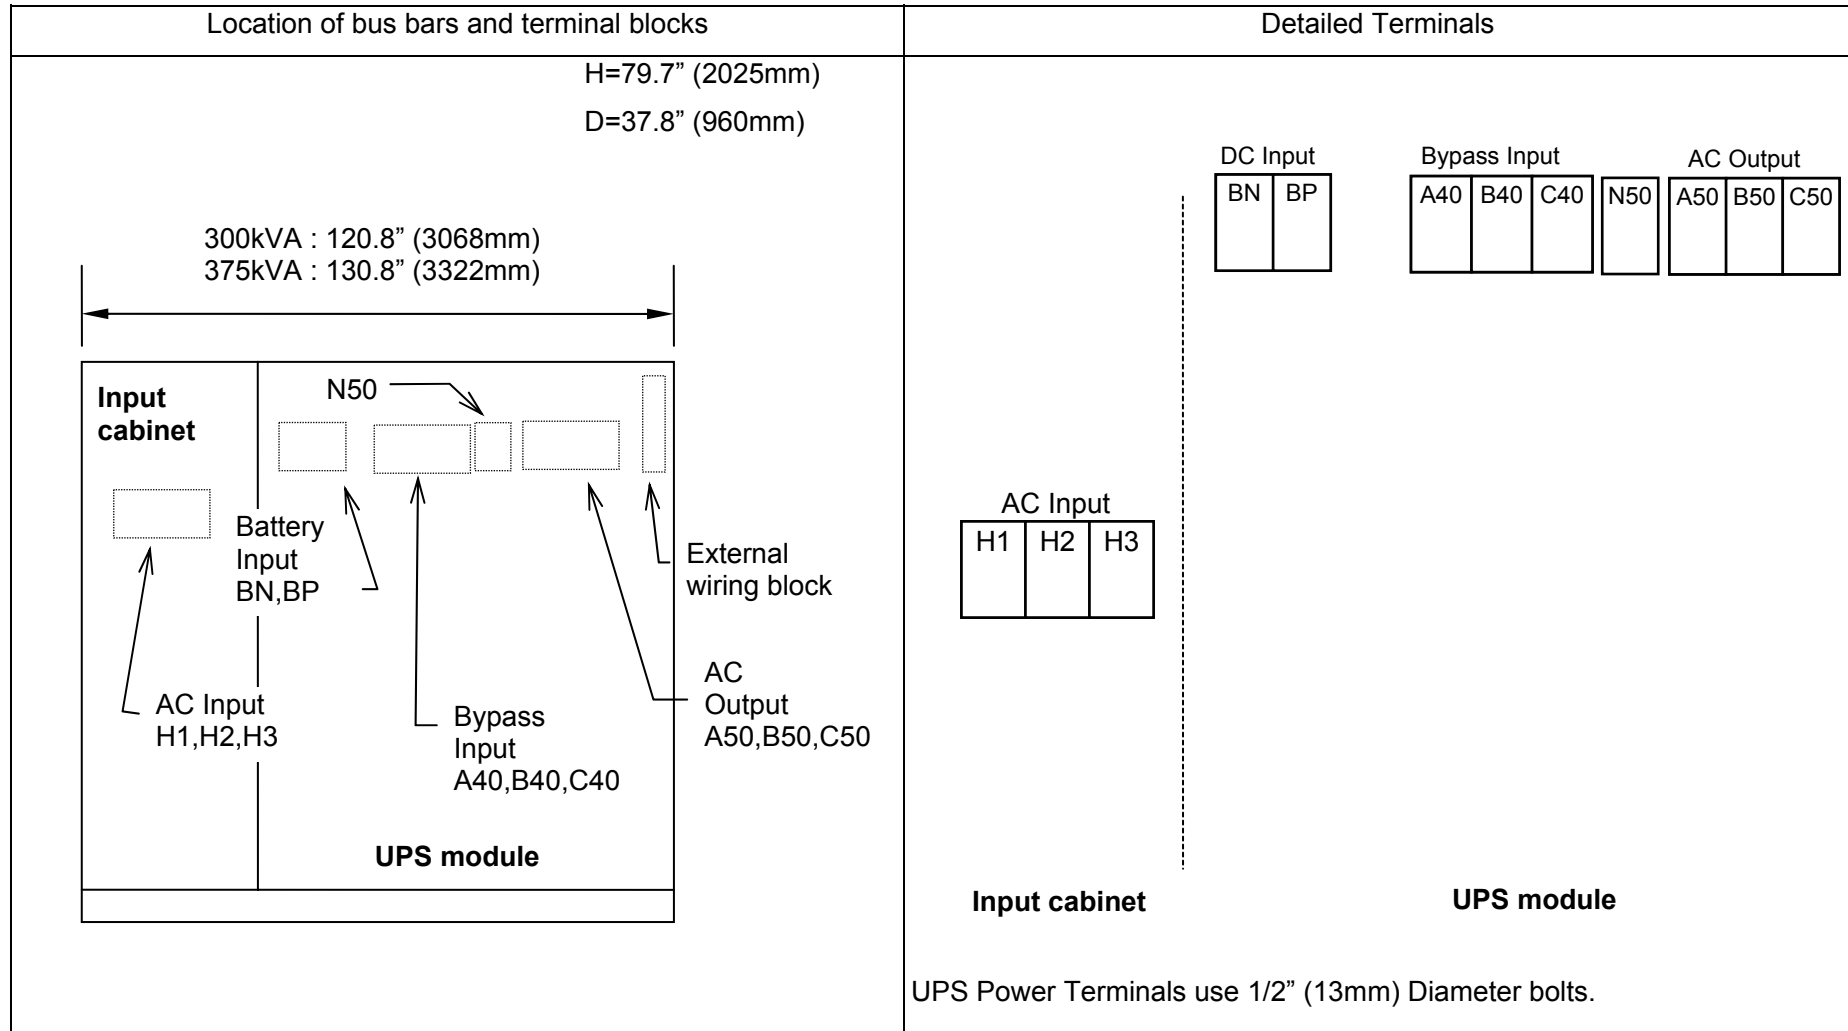 Location of bus bars and terminal blocks
H=79.7” (2025mm)
D=37.8” (960mm)
300kVA : 120.8” (3068mm)
375kVA : 130.8” (3322mm)
Input
cabinet
N50
Battery
Input
BN,BP
External
wiring block
AC Input
H1,H2,H3
Bypass
Input
A40,B40,C40
AC
Output
A50,B50,C50
UPS module
Detailed Terminals
DC Input
BN BP
Bypass Input
A40 B40 C40
N50
AC Output
A50 B50 C50
AC Input
H1 H2 H3
Input cabinet
UPS module
UPS Power Terminals use 1/2” (13mm) Diameter bolts.